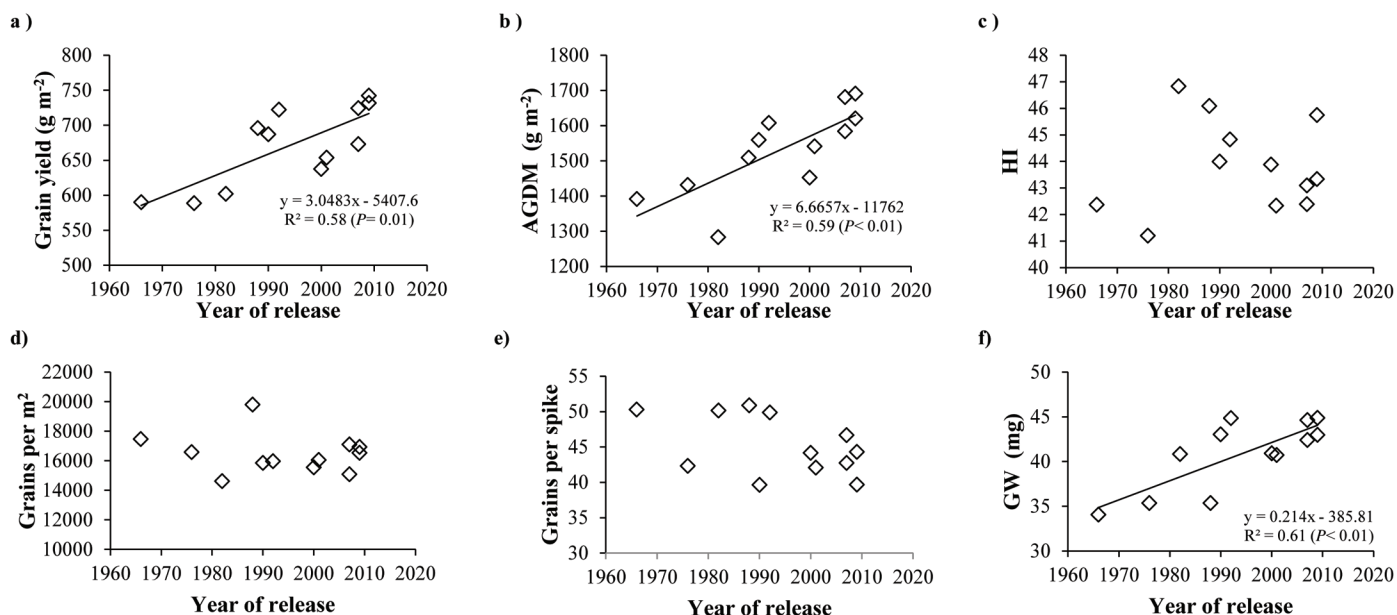 a )
800
750
700
650
600
550
500
Grain yield (g m⁻²)
1960 1970 1980 1990 2000 2010 2020
Year of release
y = 3.0483x - 5407.6
R² = 0.58 (P= 0.01)
b )
1800
1700
1600
1500
1400
1300
1200
AGDM (g m⁻²)
1960 1970 1980 1990 2000 2010 2020
Year of release
y = 6.6657x - 11762
R² = 0.59 (P< 0.01)
c )
48
47
46
45
44
43
42
41
40
HI
1960 1970 1980 1990 2000 2010 2020
Year of release
d)
22000
20000
18000
16000
14000
12000
10000
Grains per m²
1960 1970 1980 1990 2000 2010 2020
Year of release
e)
55
50
45
40
35
30
Grains per spike
1960 1970 1980 1990 2000 2010 2020
Year of release
f)
50
45
40
35
30
GW (mg)
1960 1970 1980 1990 2000 2010 2020
Year of release
y = 0.214x - 385.81
R² = 0.61 (P< 0.01)